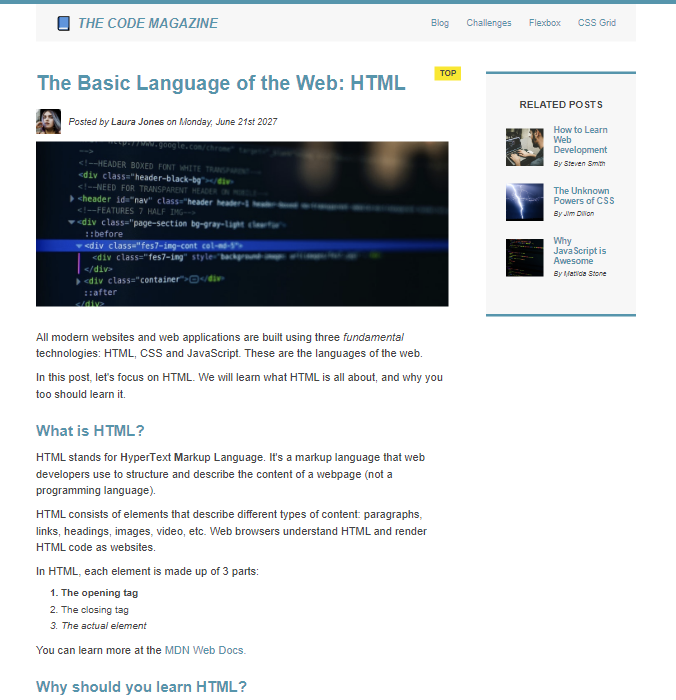 THE CODE MAGAZINE
Blog Challenges Flexbox CSS Grid
The Basic Language of the Web: HTML
TOP
Posted by Laura Jones on Monday, June 21st 2027
-->
<!--HEADER BOXED FONT WHITE TRANSPARENT
<div class="header-black-bg"></div>
<!--NEED FOR TRANSPARENT HEADER ON MOBILE
<header id="nav" class="header header-1
<!--FEATURES 7 HALF IMG-->
<div class="page-section bg-gray-light clearfix">
::before
<div class="fes7-img-cont col-md-5">
<div class="fes7-img" style=
</div>
<div class="container"></div>
::after
</div>
All modern websites and web applications are built using three fundamental
technologies: HTML, CSS and JavaScript. These are the languages of the web.
In this post, let's focus on HTML. We will learn what HTML is all about, and why you
too should learn it.
What is HTML?
HTML stands for HyperText Markup Language. It's a markup language that web
developers use to structure and describe the content of a webpage (not a
programming language).
HTML consists of elements that describe different types of content: paragraphs,
links, headings, images, video, etc. Web browsers understand HTML and render
HTML code as websites.
In HTML, each element is made up of 3 parts:
1. The opening tag
2. The closing tag
3. The actual element
You can learn more at the MDN Web Docs.
Why should you learn HTML?
RELATED POSTS
How to Learn
Web
Development
By Steven Smith
The Unknown
Powers of CSS
By Jim Dillon
Why
JavaScript is
Awesome
By Matilda Stone